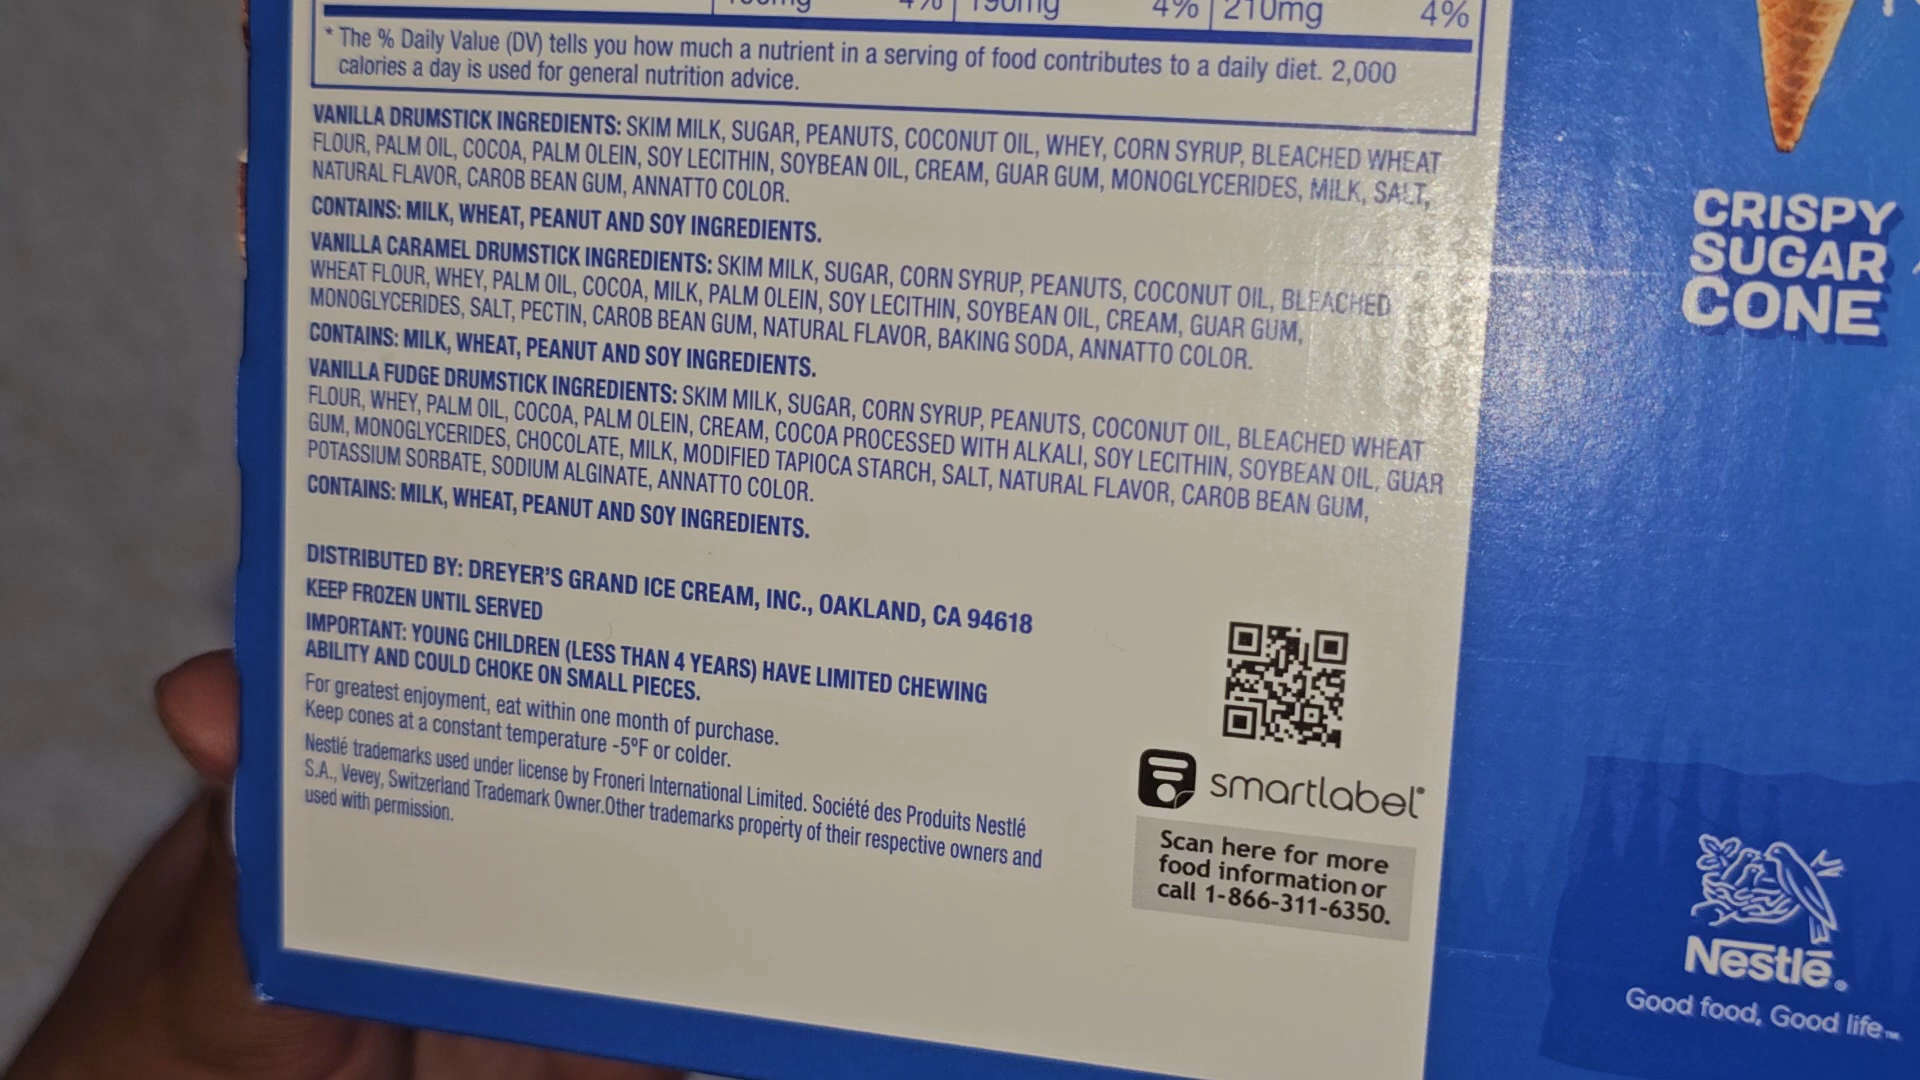 190mg 4% 210mg 4%
* The % Daily Value (DV) tells you how much a nutrient in a serving of food contributes to a daily diet. 2,000
calories a day is used for general nutrition advice.
VANILLA DRUMSTICK INGREDIENTS: SKIM MILK, SUGAR, PEANUTS, COCONUT OIL, WHEY, CORN SYRUP, BLEACHED WHEAT
FLOUR, PALM OIL, COCOA, PALM OLEIN, SOY LECITHIN, SOYBEAN OIL, CREAM, GUAR GUM, MONOGLYCERIDES, MILK, SALT,
NATURAL FLAVOR, CAROB BEAN GUM, ANNATTO COLOR.
CONTAINS: MILK, WHEAT, PEANUT AND SOY INGREDIENTS.
VANILLA CARAMEL DRUMSTICK INGREDIENTS: SKIM MILK, SUGAR, CORN SYRUP, PEANUTS, COCONUT OIL, BLEACHED
WHEAT FLOUR, WHEY, PALM OIL, COCOA, MILK, PALM OLEIN, SOY LECITHIN, SOYBEAN OIL, CREAM, GUAR GUM,
MONOGLYCERIDES, SALT, PECTIN, CAROB BEAN GUM, NATURAL FLAVOR, BAKING SODA, ANNATTO COLOR.
CONTAINS: MILK, WHEAT, PEANUT AND SOY INGREDIENTS.
VANILLA FUDGE DRUMSTICK INGREDIENTS: SKIM MILK, SUGAR, CORN SYRUP, PEANUTS, COCONUT OIL, BLEACHED WHEAT
FLOUR, WHEY, PALM OIL, COCOA, PALM OLEIN, CREAM, COCOA PROCESSED WITH ALKALI, SOY LECITHIN, SOYBEAN OIL, GUAR
GUM, MONOGLYCERIDES, CHOCOLATE, MILK, MODIFIED TAPIOCA STARCH, SALT, NATURAL FLAVOR, CAROB BEAN GUM,
POTASSIUM SORBATE, SODIUM ALGINATE, ANNATTO COLOR.
CONTAINS: MILK, WHEAT, PEANUT AND SOY INGREDIENTS.
DISTRIBUTED BY: DREYER'S GRAND ICE CREAM, INC., OAKLAND, CA 94618
KEEP FROZEN UNTIL SERVED
IMPORTANT: YOUNG CHILDREN (LESS THAN 4 YEARS) HAVE LIMITED CHEWING
ABILITY AND COULD CHOKE ON SMALL PIECES.
For greatest enjoyment, eat within one month of purchase.
Keep cones at a constant temperature -5°F or colder.
Nestlé trademarks used under license by Froneri International Limited. Société des Produits Nestlé
S.A., Vevey, Switzerland Trademark Owner.Other trademarks property of their respective owners and
used with permission.
smartlabel®
Scan here for more
food information or
call 1-866-311-6350.
CRISPY
SUGAR
CONE
Nestlé®
Good food, Good life™